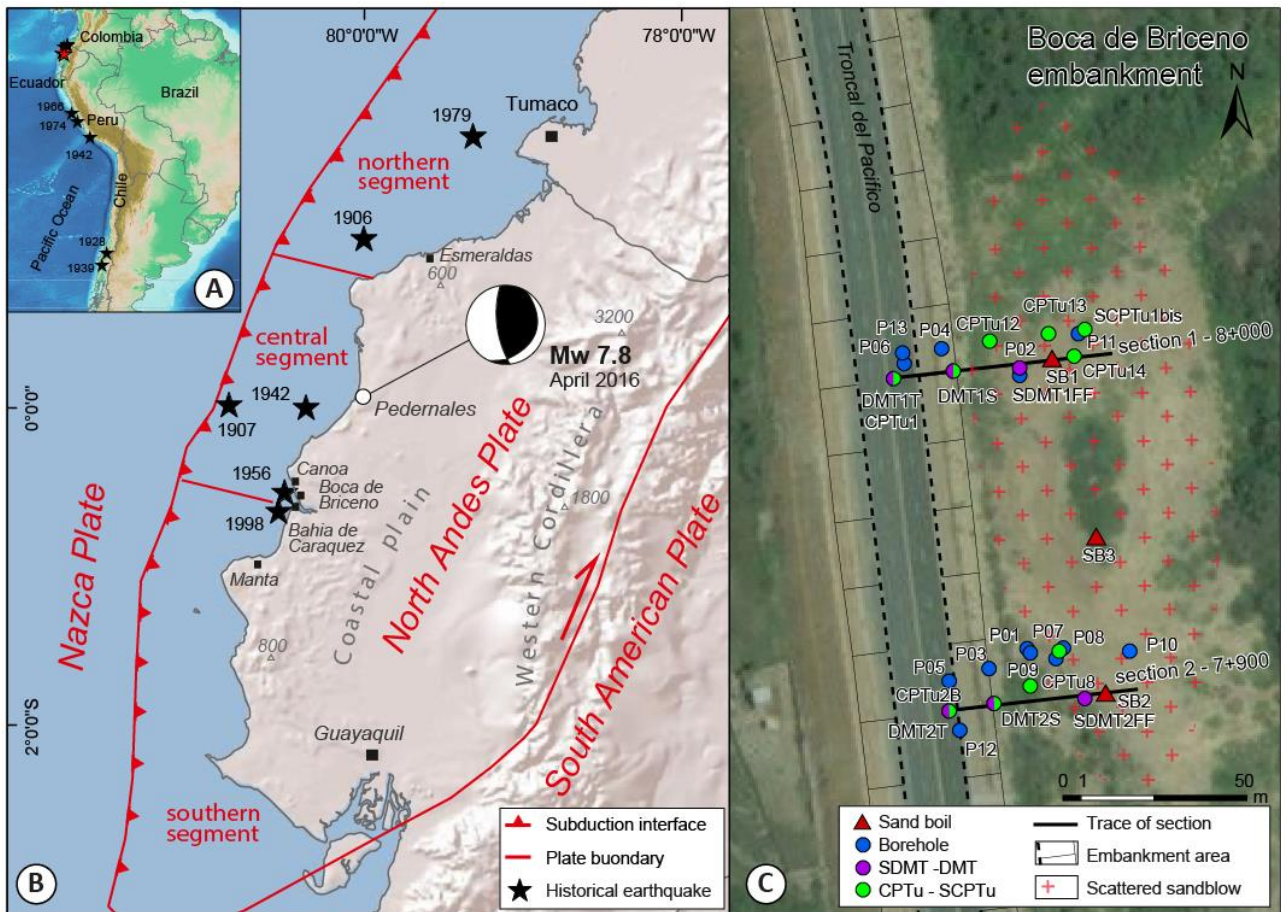 Colombia
Ecuador
Brazil
1966
Peru
1974
1942
Chile
Pacific Ocean
1928
1939
A
80°0'0"W
78°0'0"W
1979
Tumaco
northern
segment
1906
Esmeraldas
600
3200
central
segment
Mw 7.8
April 2016
0°0'0"
1942
1907
Pedernales
1956
Canoa
Boca de
Briceno
1998
Bahia de
Caraquez
1800
Manta
Nazca Plate
Coastal plain
North Andes Plate
Western Cordillera
South American Plate
800
2°0'0"S
Guayaquil
southern
segment
Subduction interface
Plate buondary
Historical earthquake
B
Boca de Briceno
embankment
N
Troncal del Pacifico
CPTu13
SCPTu1bis
P13
P04
CPTu12
P06
P02
P11
section 1 - 8+000
DMT1T
CPTu1
DMT1S
SB1
SDMT1FF
CPTu14
SB3
P01
P07
P08
P10
P05
P03
P09
CPTu8
section 2 - 7+900
CPTu2B
SB2
DMT2T
DMT2S
SDMT2FF
P12
0 1 50
m
Sand boil
Borehole
SDMT -DMT
CPTu - SCPTu
Trace of section
Embankment area
Scattered sandblow
C